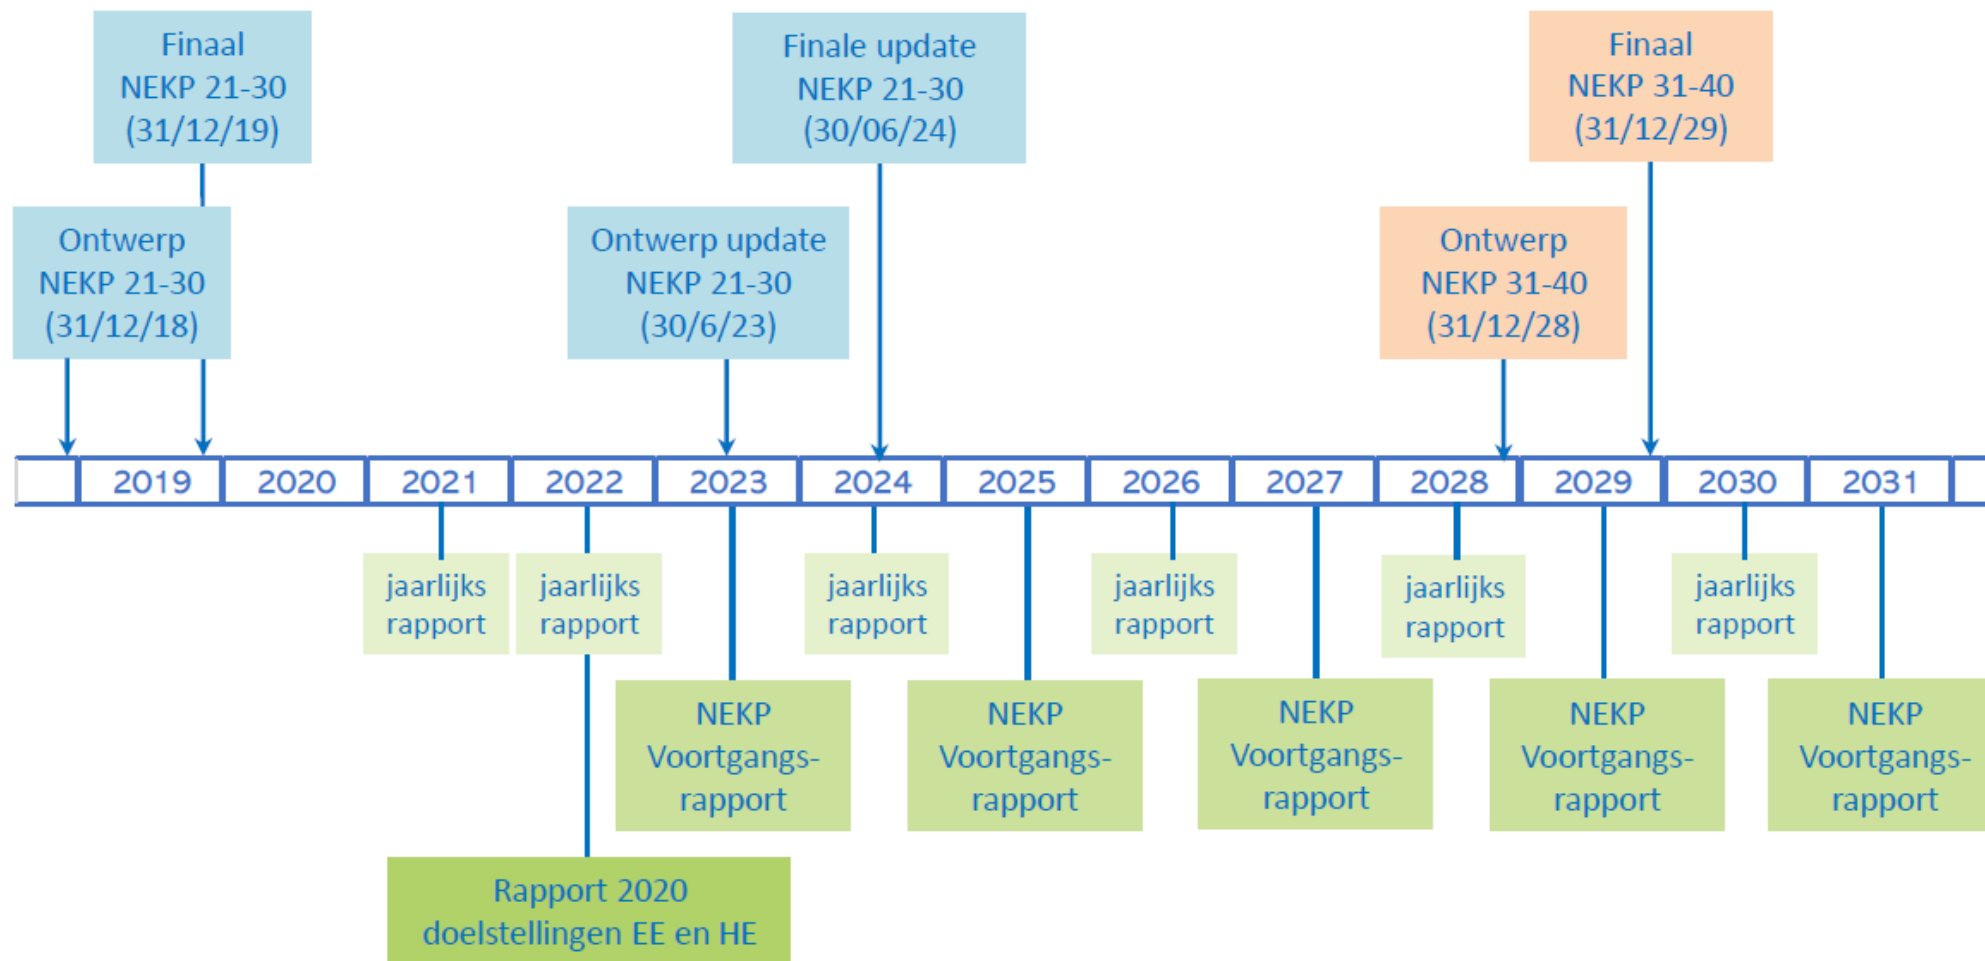 Finaal
NEKP 21-30
(31/12/19)
Finale update
NEKP 21-30
(30/06/24)
Finaal
NEKP 31-40
(31/12/29)
Ontwerp
NEKP 21-30
(31/12/18)
Ontwerp update
NEKP 21-30
(30/6/23)
Ontwerp
NEKP 31-40
(31/12/28)
2019 2020 2021 2022 2023 2024 2025 2026 2027 2028 2029 2030 2031
jaarlijks
rapport
jaarlijks
rapport
jaarlijks
rapport
jaarlijks
rapport
jaarlijks
rapport
jaarlijks
rapport
NEKP
Voortgangs-
rapport
NEKP
Voortgangs-
rapport
NEKP
Voortgangs-
rapport
NEKP
Voortgangs-
rapport
NEKP
Voortgangs-
rapport
Rapport 2020
doelstellingen EE en HE